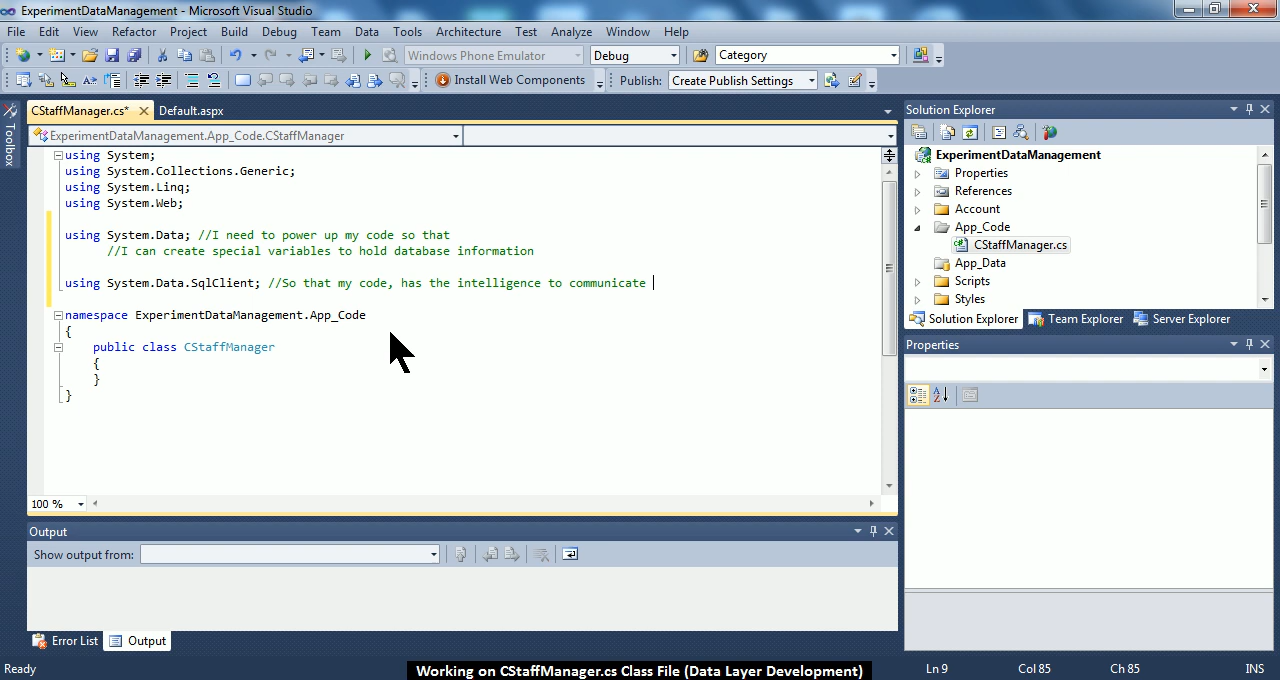 ExperimentDataManagement - Microsoft Visual Studio
File Edit View Refactor Project Build Debug Team Data Tools Architecture Test Analyze Window Help
Windows Phone Emulator Debug Category
Install Web Components Publish: Create Publish Settings
Toolbox
CStaffManager.cs* Default.aspx
ExperimentDataManagement.App_Code.CStaffManager
using System;
using System.Collections.Generic;
using System.Linq;
using System.Web;
using System.Data; //I need to power up my code so that
//I can create special variables to hold database information
using System.Data.SqlClient; //So that my code, has the intelligence to communicate
namespace ExperimentDataManagement.App_Code
{
public class CStaffManager
{
}
}
100 %
Solution Explorer
ExperimentDataManagement
Properties
References
Account
App_Code
CStaffManager.cs
App_Data
Scripts
Styles
Solution Explorer Team Explorer Server Explorer
Properties
Output
Show output from:
Error List Output
Ready
Working on CStaffManager.cs Class File (Data Layer Development)
Ln 9 Col 85 Ch 85 INS